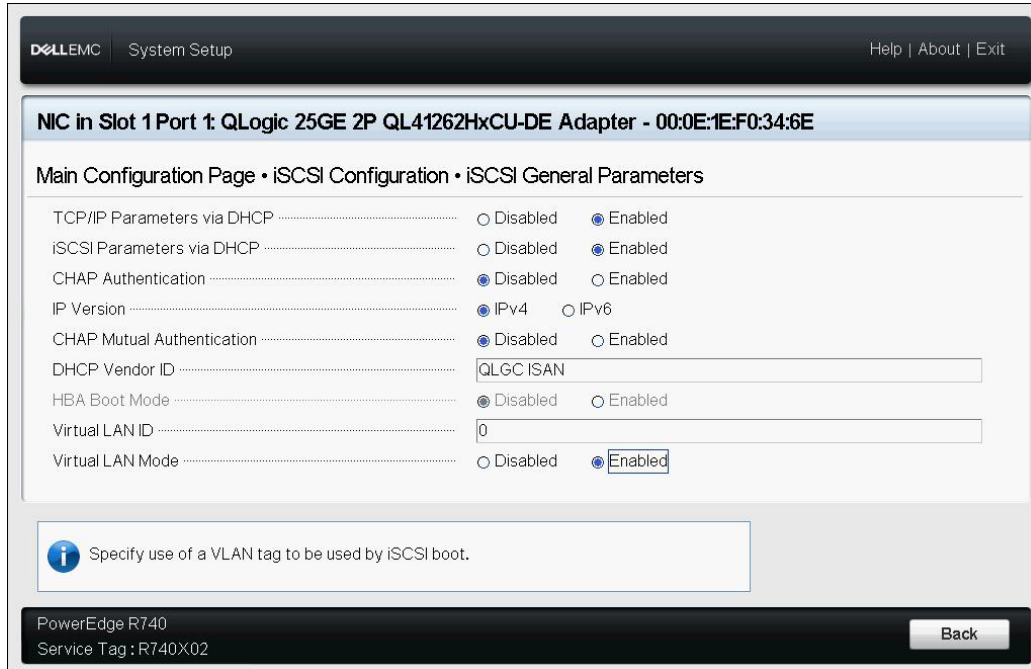 DELLEMC System Setup Help | About | Exit
NIC in Slot 1 Port 1: QLogic 25GE 2P QL41262HxCU-DE Adapter - 00:0E:1E:F0:34:6E
Main Configuration Page • iSCSI Configuration • iSCSI General Parameters
TCP/IP Parameters via DHCP Disabled Enabled
iSCSI Parameters via DHCP Disabled Enabled
CHAP Authentication Disabled Enabled
IP Version IPv4 IPv6
CHAP Mutual Authentication Disabled Enabled
DHCP Vendor ID QLGC ISAN
HBA Boot Mode Disabled Enabled
Virtual LAN ID 0
Virtual LAN Mode Disabled Enabled
Specify use of a VLAN tag to be used by iSCSI boot.
PowerEdge R740
Service Tag : R740X02
Back